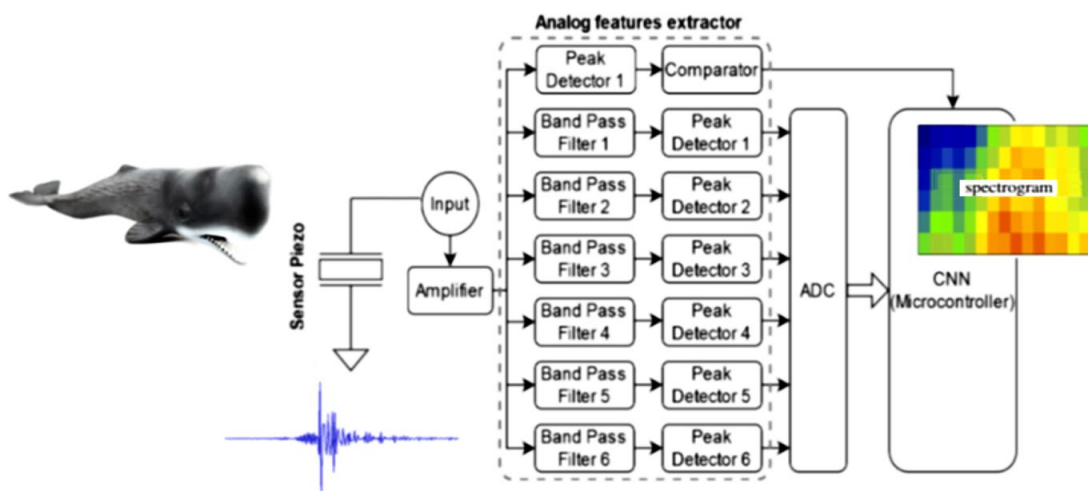 Analog features extractor
Peak
Detector 1
Comparator
Band Pass
Filter 1
Peak
Detector 1
Band Pass
Filter 2
Peak
Detector 2
Band Pass
Filter 3
Peak
Detector 3
Band Pass
Filter 4
Peak
Detector 4
Band Pass
Filter 5
Peak
Detector 5
Band Pass
Filter 6
Peak
Detector 6
Input
Amplifier
Sensor Piezo
ADC
spectrogram
CNN
(Microcontroller)